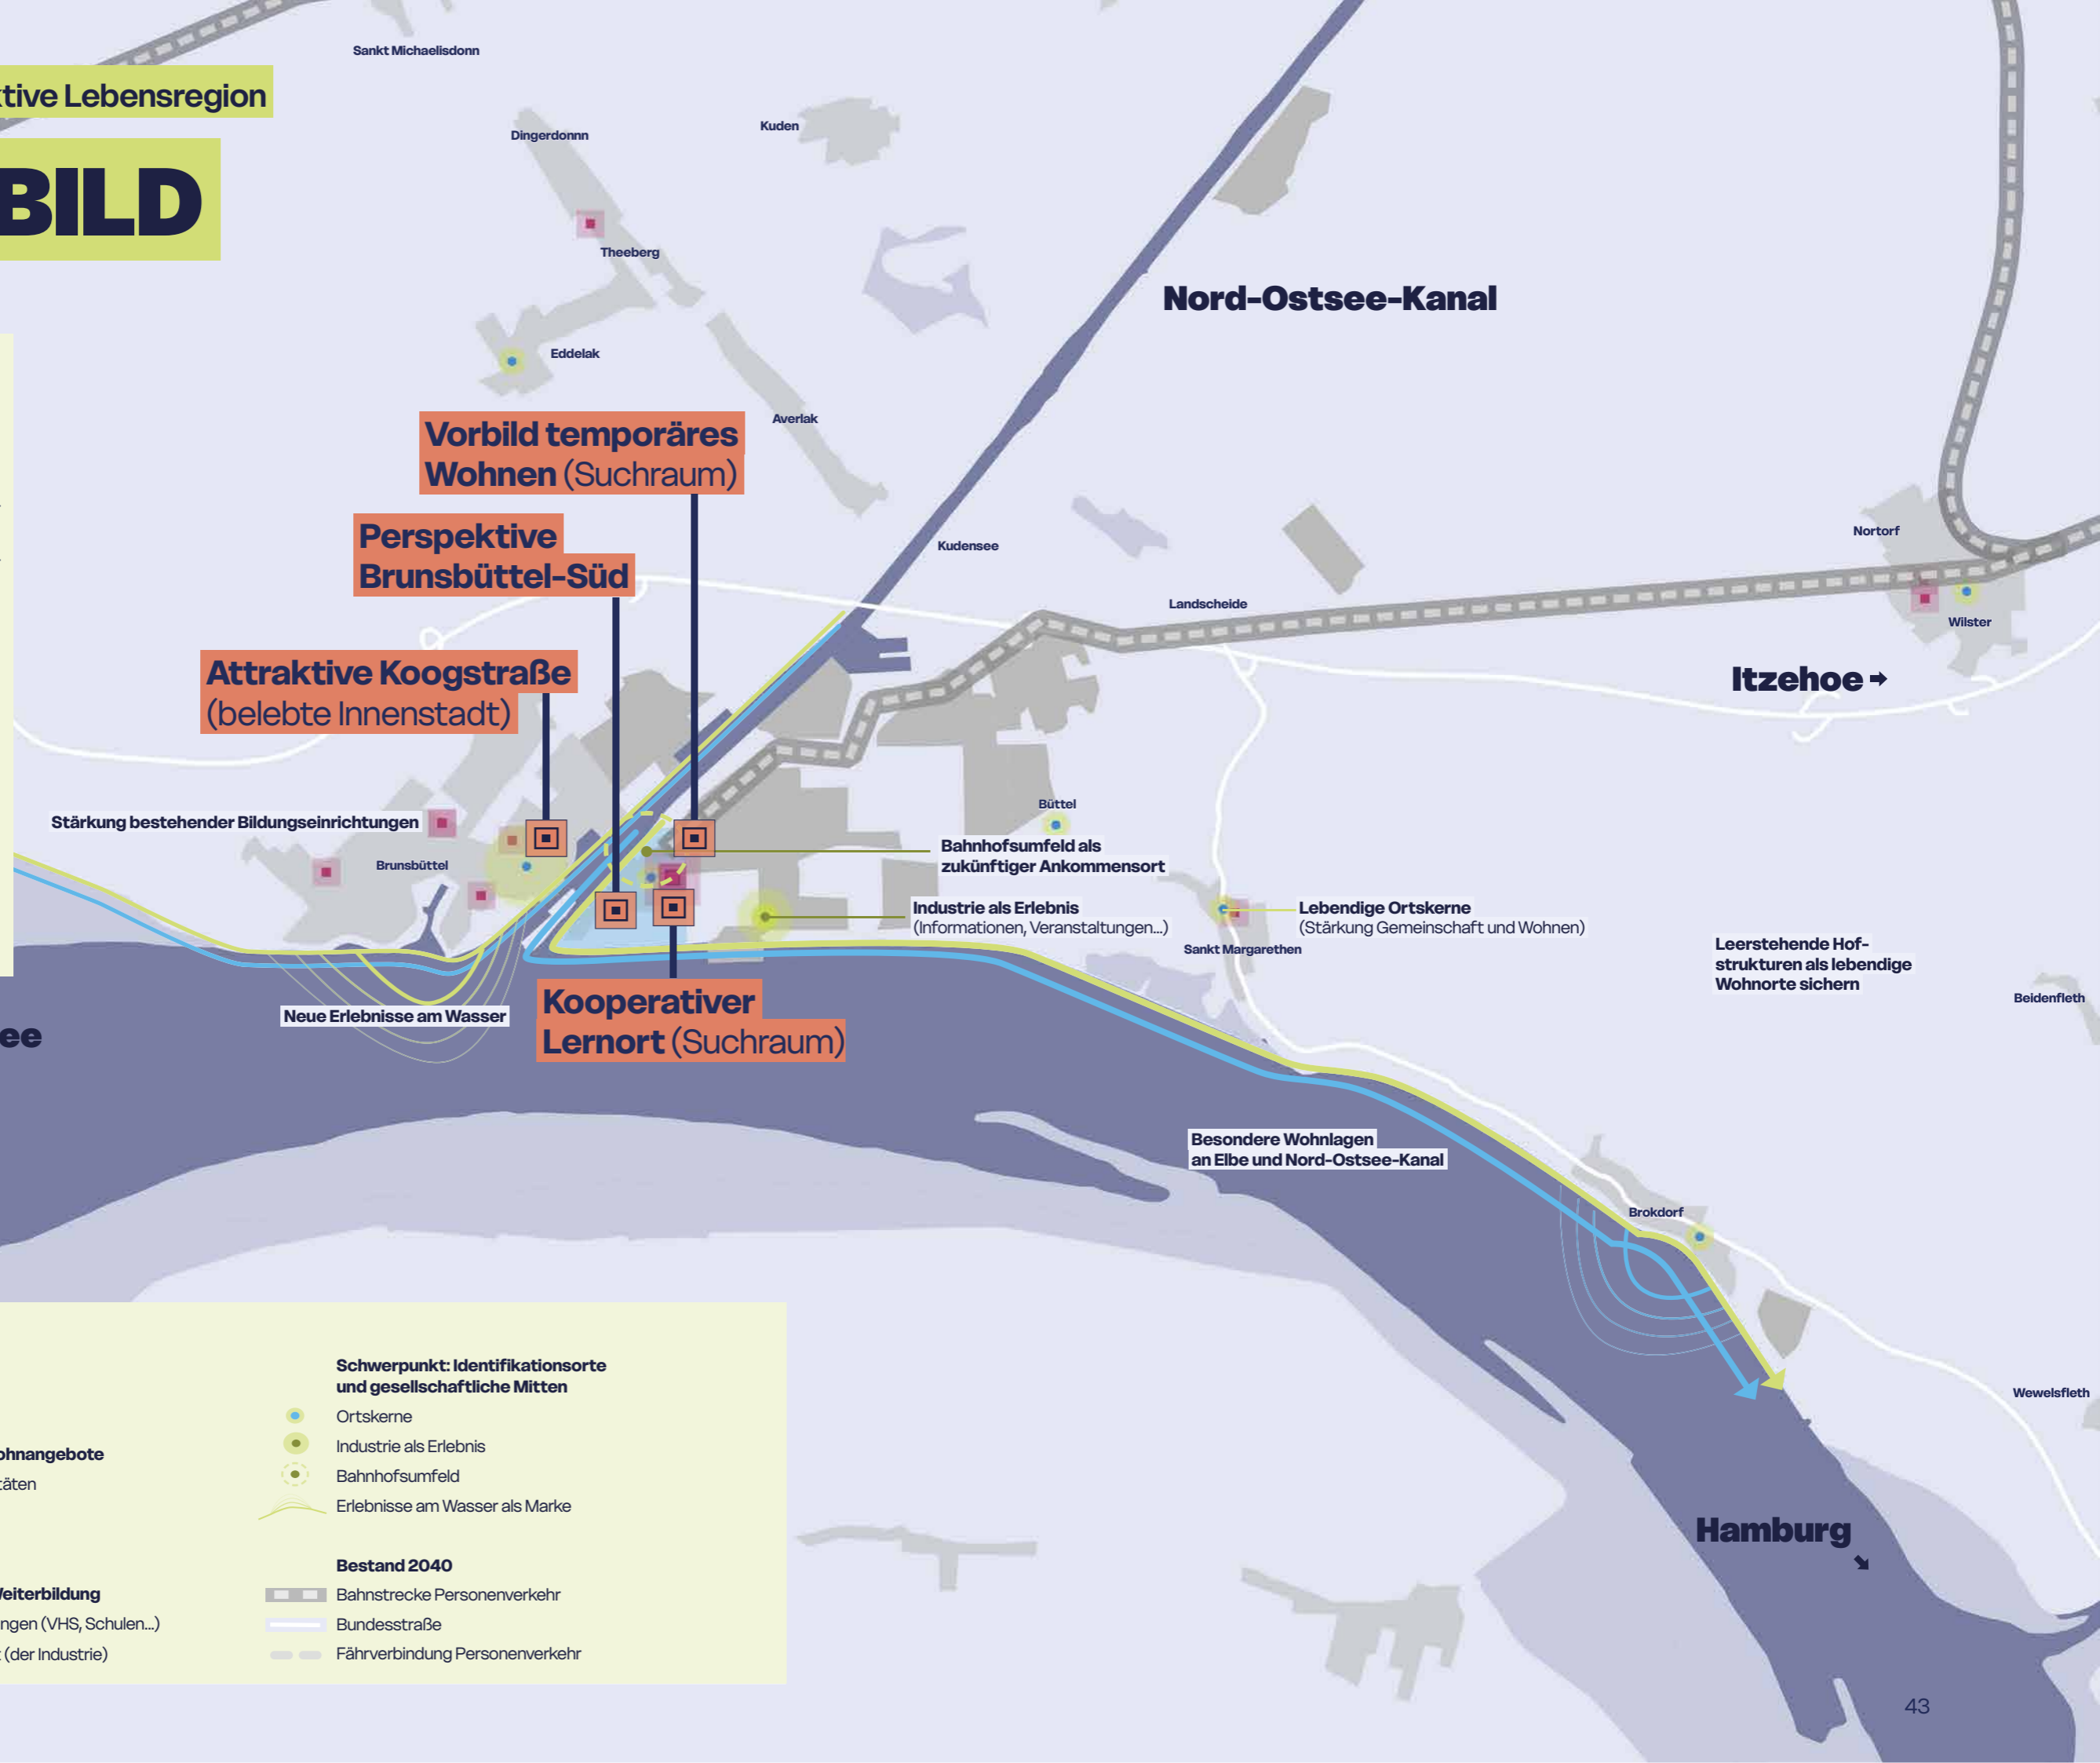 Sankt Michaelisdonn
tive Lebensregion
BILD
Dingerdonnn
Kuden
Theeberg
Nord-Ostsee-Kanal
Eddelak
Averlak
Vorbild temporäres
Wohnen (Suchraum)
Perspektive
Brunsbüttel-Süd
Kudensee
Nortorf
Landscheide
Wilster
Attraktive Koogstraße
(belebte Innenstadt)
Itzehoe
Stärkung bestehender Bildungseinrichtungen
Brunsbüttel
Büttel
Bahnhofsumfeld als
zukünftiger Ankommensort
Industrie als Erlebnis
(Informationen, Veranstaltungen...)
Lebendige Ortskerne
(Stärkung Gemeinschaft und Wohnen)
Sankt Margarethen
Leerstehende Hof-
strukturen als lebendige
Wohnorte sichern
Beidenfleth
ee
Neue Erlebnisse am Wasser
Kooperativer
Lernort (Suchraum)
Besondere Wohnlagen
an Elbe und Nord-Ostsee-Kanal
Brokdorf
Wewelsfleth
Hamburg
ohnangebote
täten
Weiterbildung
ngen (VHS, Schulen...)
(der Industrie)
Schwerpunkt: Identifikationsorte
und gesellschaftliche Mitten
Ortskerne
Industrie als Erlebnis
Bahnhofsumfeld
Erlebnisse am Wasser als Marke
Bestand 2040
Bahnstrecke Personenverkehr
Bundesstraße
Fährverbindung Personenverkehr
43